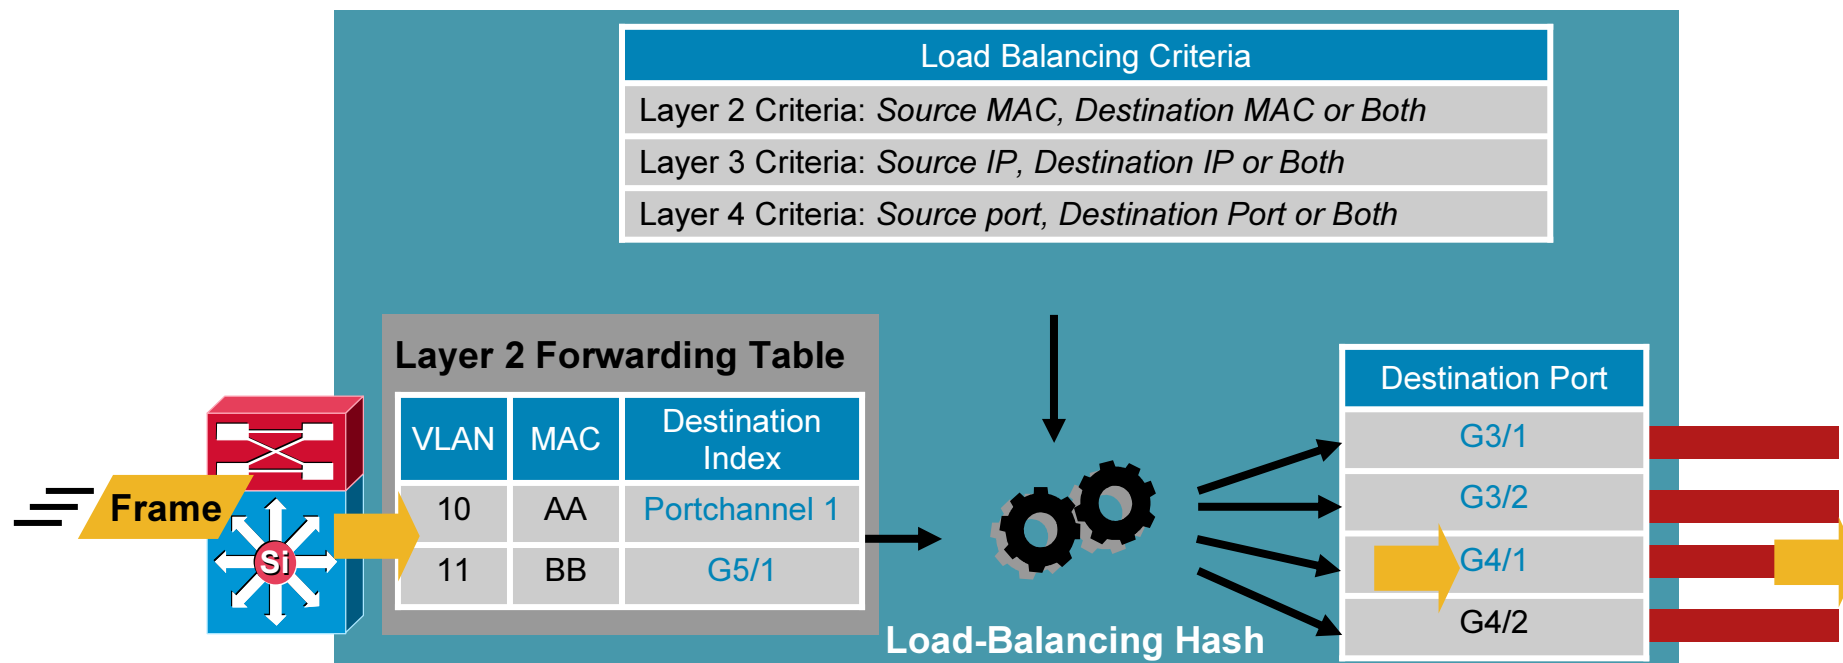 Load Balancing Criteria
Layer 2 Criteria: Source MAC, Destination MAC or Both
Layer 3 Criteria: Source IP, Destination IP or Both
Layer 4 Criteria: Source port, Destination Port or Both
Layer 2 Forwarding Table
VLAN MAC Destination
Index
10 AA Portchannel 1
11 BB G5/1
Frame
Si
Load-Balancing Hash
Destination Port
G3/1
G3/2
G4/1
G4/2